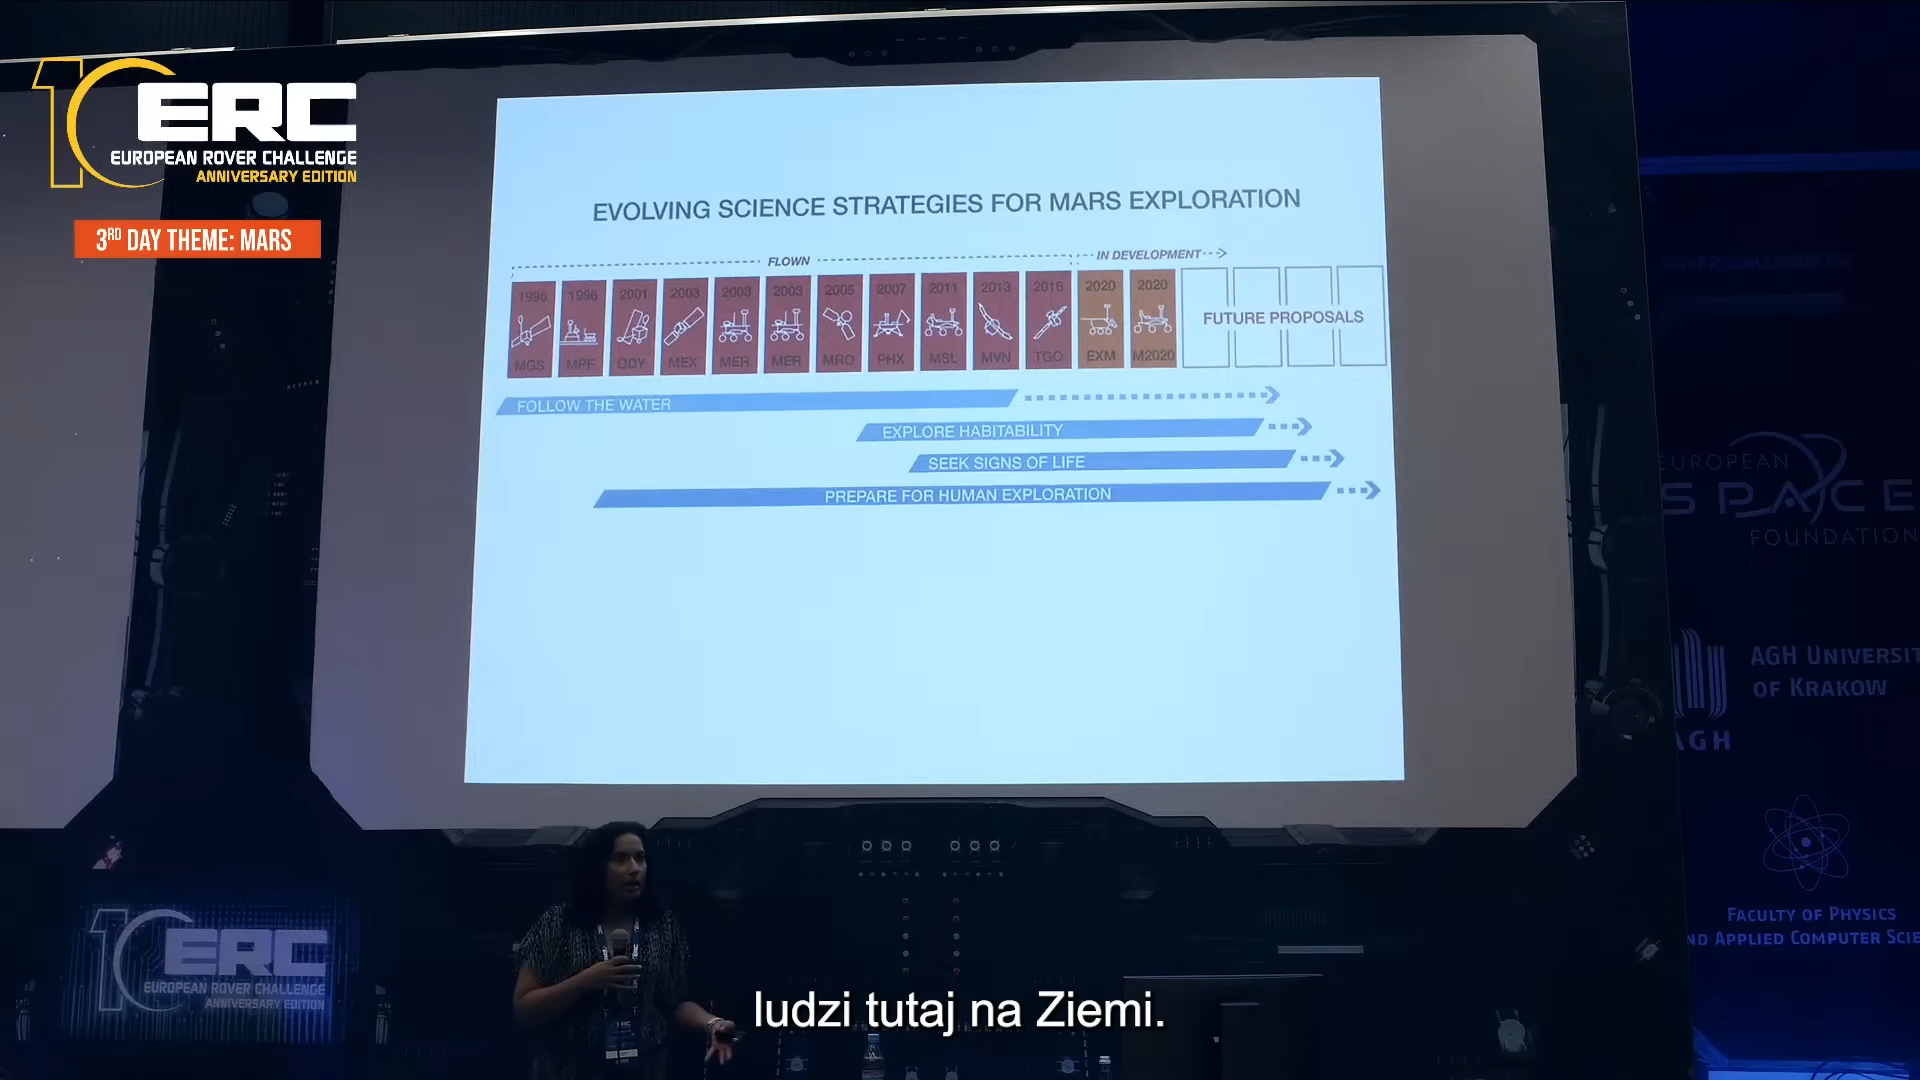 10 ERC
EUROPEAN ROVER CHALLENGE
ANNIVERSARY EDITION
3RD DAY THEME: MARS
EVOLVING SCIENCE STRATEGIES FOR MARS EXPLORATION
FLOWN
IN DEVELOPMENT
1996 1996 2001 2003 2003 2003 2005 2007 2011 2013 2016 2020 2020
FUTURE PROPOSALS
MGS MPF ODY MEX MER MER MRO PHX MSL MVN TGO EXM M2020
FOLLOW THE WATER
EXPLORE HABITABILITY
SEEK SIGNS OF LIFE
PREPARE FOR HUMAN EXPLORATION
EUROPEAN
SPACE
FOUNDATION
AGH UNIVERSIT
OF KRAKOW
AGH
FACULTY OF PHYSICS
ND APPLIED COMPUTER SCIE
10 ERC
EUROPEAN ROVER CHALLENGE
ANNIVERSARY EDITION
ludzi tutaj na Ziemi.